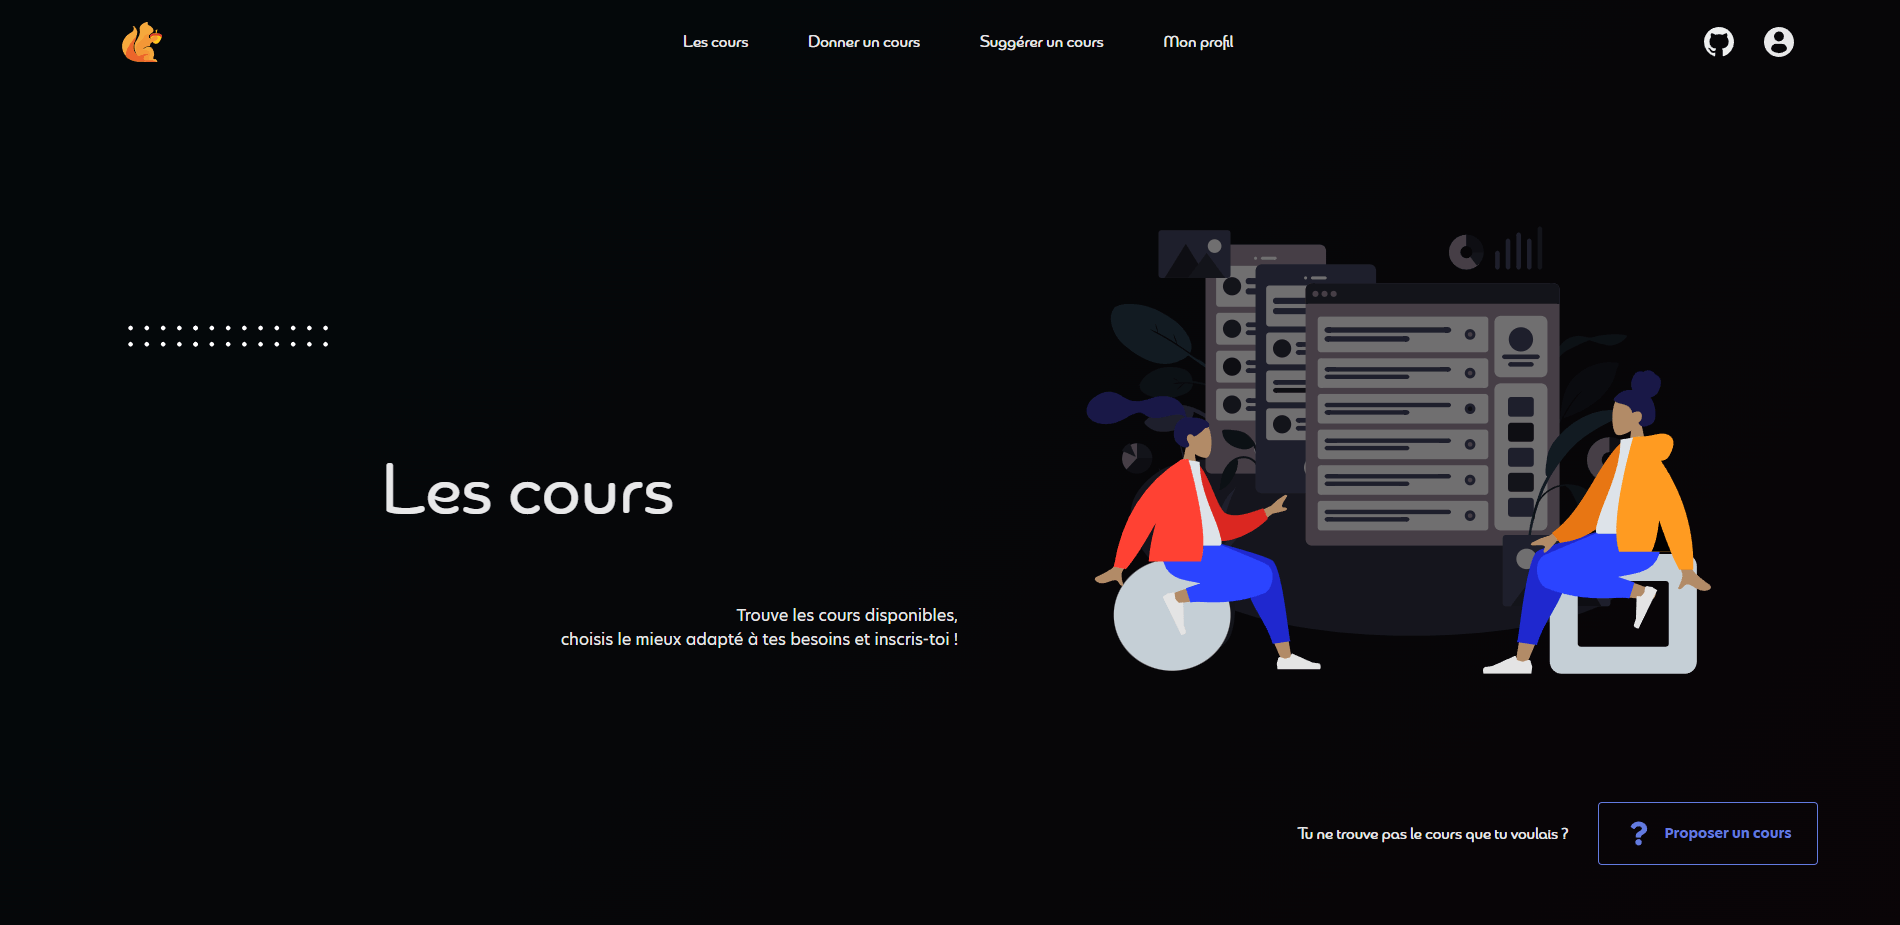 Les cours
Donner un cours
Suggérer un cours
Mon profil
Les cours
Trouve les cours disponibles,
choisis le mieux adapté à tes besoins et inscris-toi !
Tu ne trouve pas le cours que tu voulais ?
? Proposer un cours